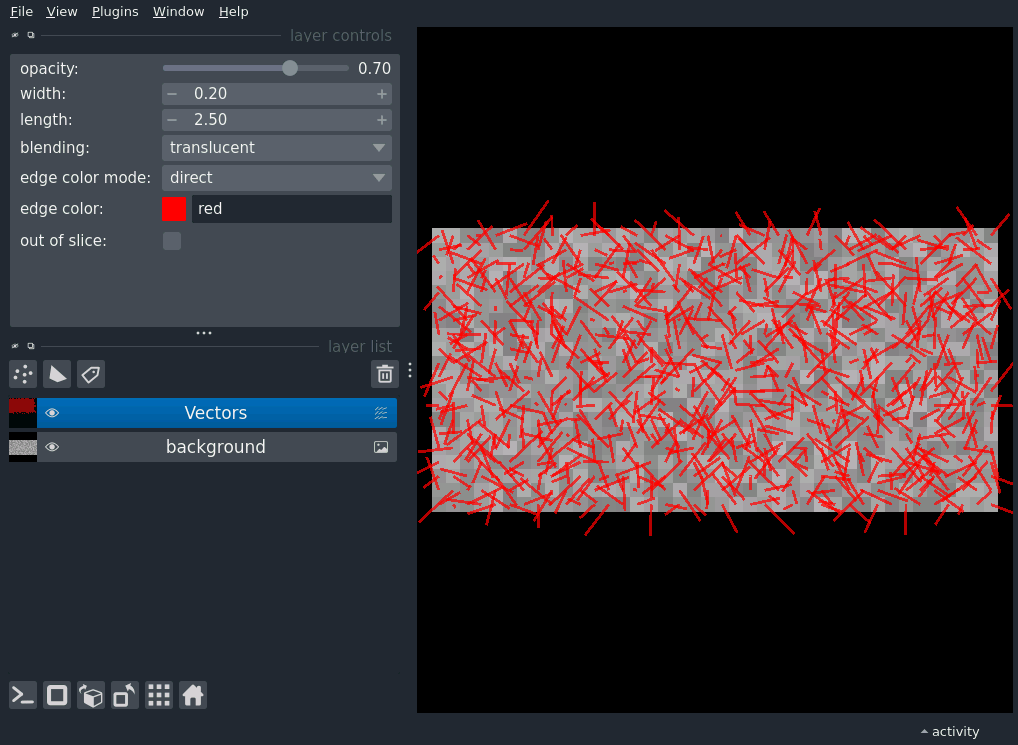 File View Plugins Window Help
layer controls
opacity: 0.70
width: 0.20
length: 2.50
blending: translucent
edge color mode: direct
edge color: red
out of slice:
layer list
Vectors
background
activity